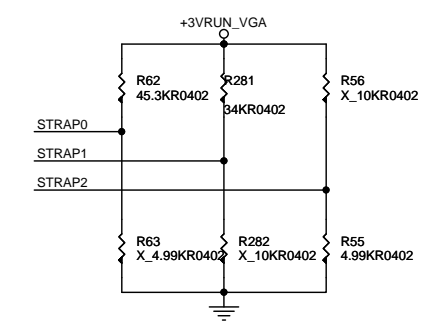 +3VRUN_VGA
R62
45.3KR0402
R281
34KR0402
R56
X_10KR0402
STRAP0
STRAP1
STRAP2
R63
X_4.99KR0402
R282
X_10KR0402
R55
4.99KR0402